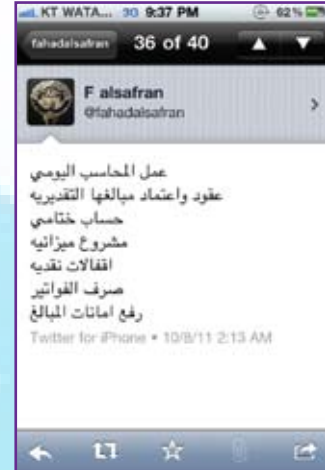 KT WATA... 3G 9:37 PM 62%
fahadalsafran 36 of 40
F alsafran
@fahadalsafran
عمل المحاسب اليومي
عقود واعتماد مبالغها التقديريه
حساب ختامي
مشروع ميزانيه
اقفالات نقديه
صرف الفواتير
رفع امانات المبالغ
Twitter for iPhone • 10/8/11 2:13 AM